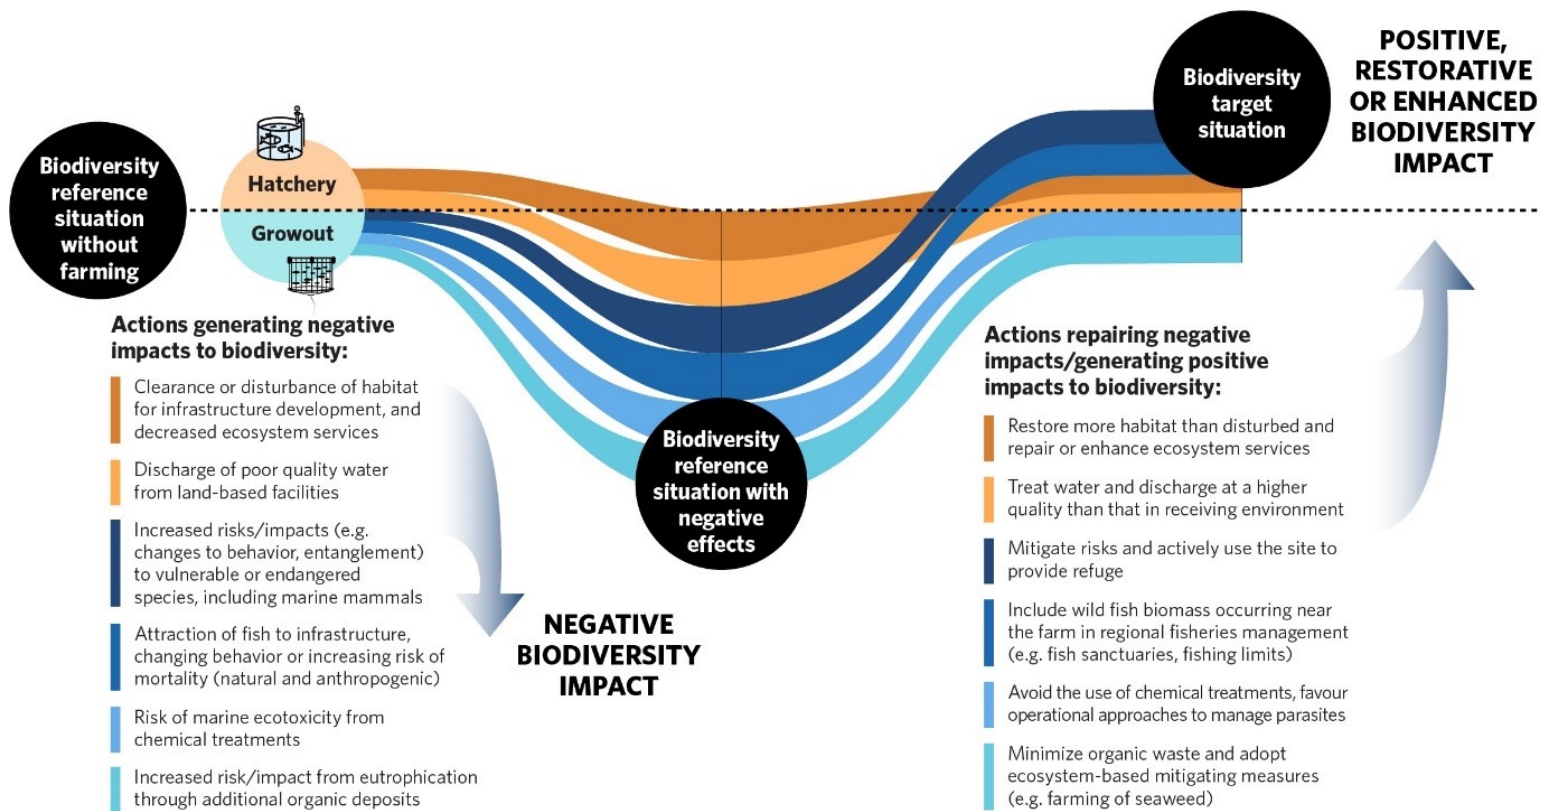 Biodiversity
reference
situation
without
farming
Hatchery
Growout
Actions generating negative
impacts to biodiversity:
Clearance or disturbance of habitat
for infrastructure development, and
decreased ecosystem services
Discharge of poor quality water
from land-based facilities
Increased risks/impacts (e.g.
changes to behavior, entanglement)
to vulnerable or endangered
species, including marine mammals
Attraction of fish to infrastructure,
changing behavior or increasing risk of
mortality (natural and anthropogenic)
Risk of marine ecotoxicity from
chemical treatments
Increased risk/impact from eutrophication
through additional organic deposits
NEGATIVE
BIODIVERSITY
IMPACT
Biodiversity
reference
situation with
negative
effects
Biodiversity
target
situation
POSITIVE,
RESTORATIVE
OR ENHANCED
BIODIVERSITY
IMPACT
Actions repairing negative
impacts/generating positive
impacts to biodiversity:
Restore more habitat than disturbed and
repair or enhance ecosystem services
Treat water and discharge at a higher
quality than that in receiving environment
Mitigate risks and actively use the site to
provide refuge
Include wild fish biomass occurring near
the farm in regional fisheries management
(e.g. fish sanctuaries, fishing limits)
Avoid the use of chemical treatments, favour
operational approaches to manage parasites
Minimize organic waste and adopt
ecosystem-based mitigating measures
(e.g. farming of seaweed)